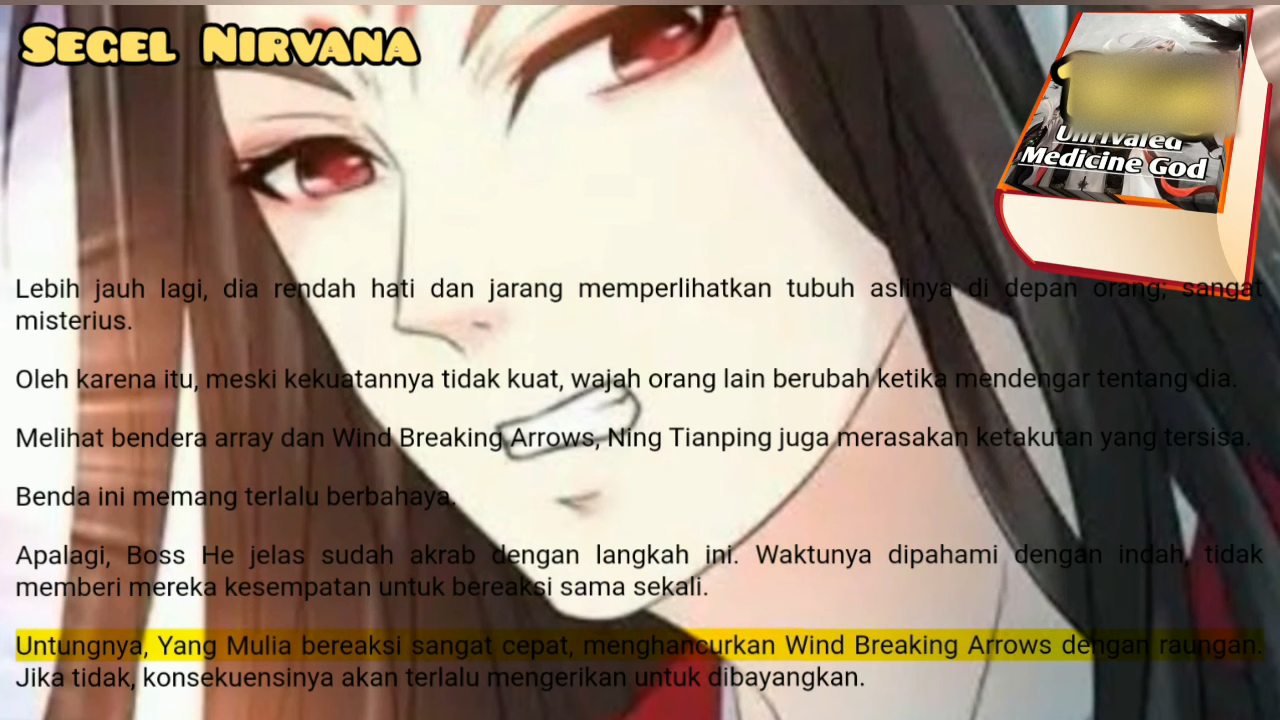 Segel Nirvana
Unrivaled
Medicine God
Lebih jauh lagi, dia rendah hati dan jarang memperlihatkan tubuh aslinya di depan orang; sangat
misterius.
Oleh karena itu, meski kekuatannya tidak kuat, wajah orang lain berubah ketika mendengar tentang dia.
Melihat bendera array dan Wind Breaking Arrows, Ning Tianping juga merasakan ketakutan yang tersisa.
Benda ini memang terlalu berbahaya.
Apalagi, Boss He jelas sudah akrab dengan langkah ini. Waktunya dipahami dengan indah, tidak
memberi mereka kesempatan untuk bereaksi sama sekali.
Untungnya, Yang Mulia bereaksi sangat cepat, menghancurkan Wind Breaking Arrows dengan raungan.
Jika tidak, konsekuensinya akan terlalu mengerikan untuk dibayangkan.